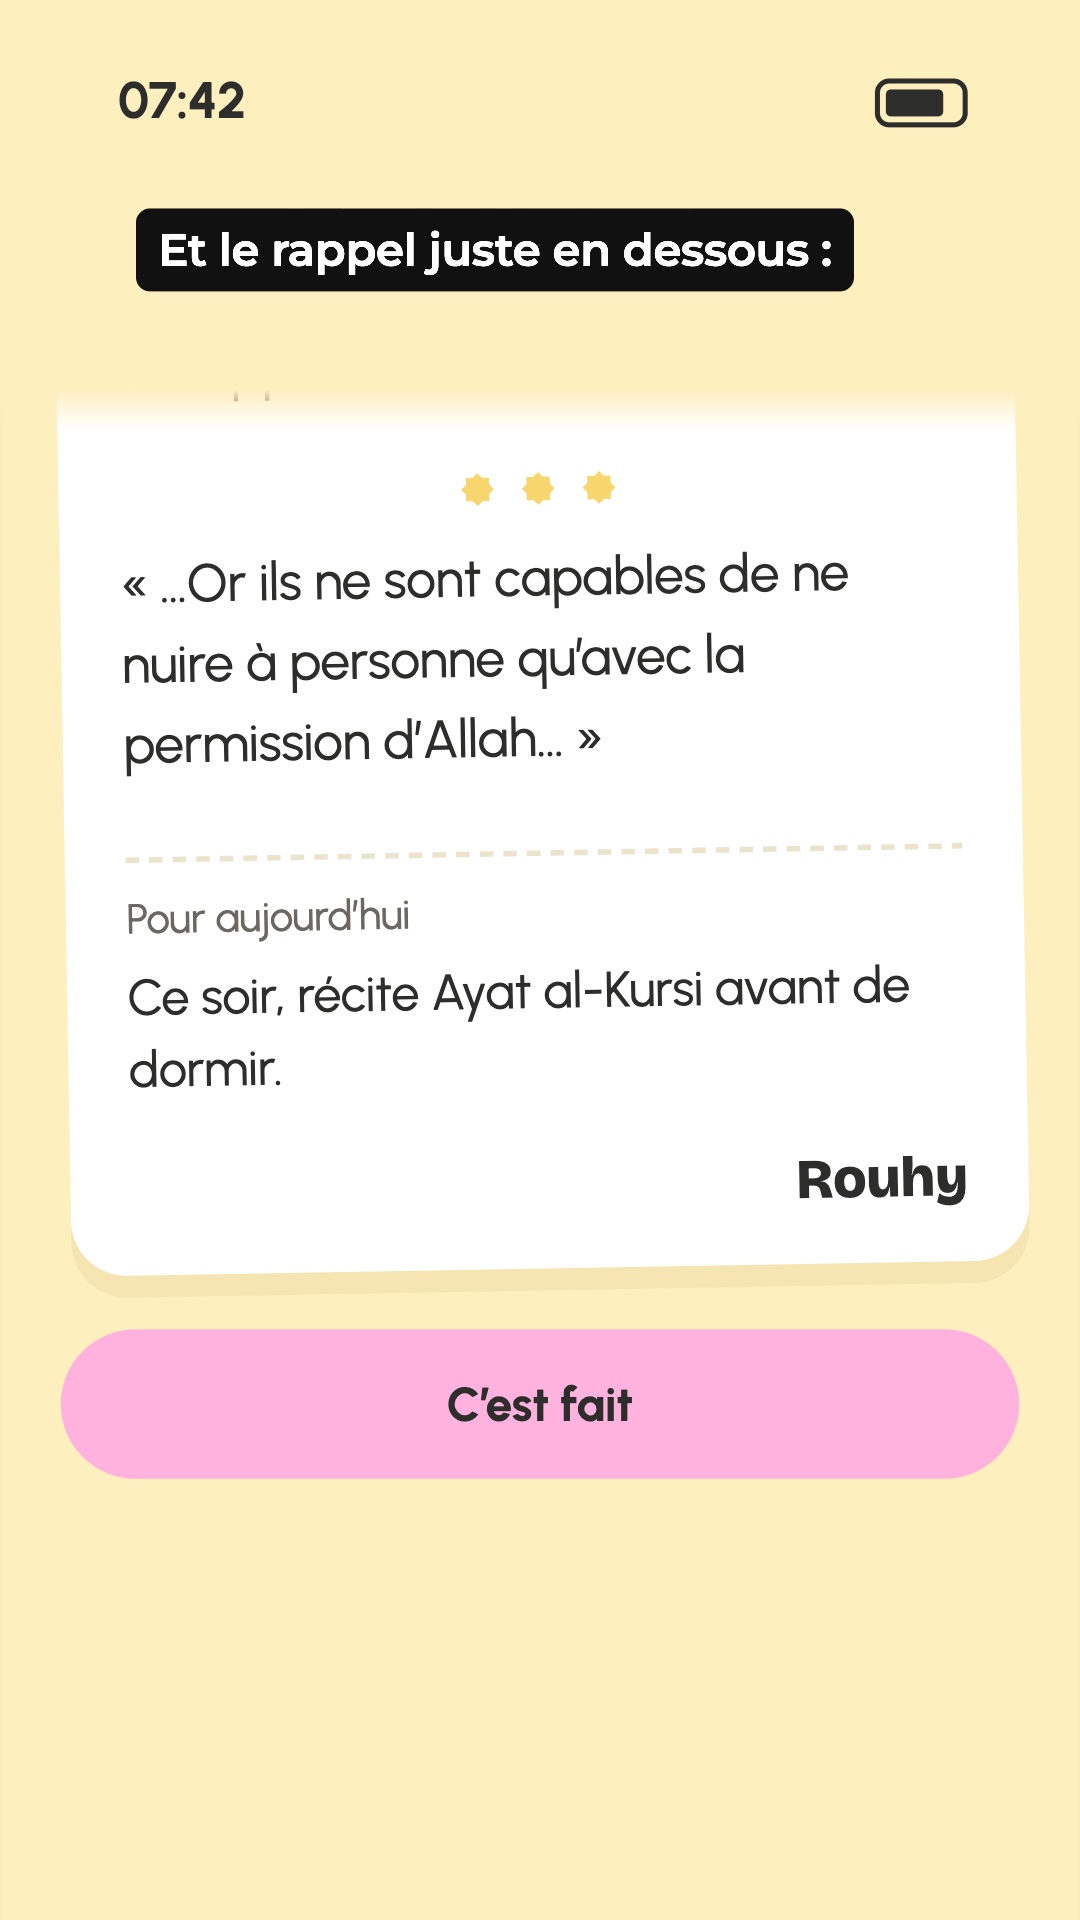 07:42
Et le rappel juste en dessous :
« ...Or ils ne sont capables de ne
nuire à personne qu’avec la
permission d’Allah... »
Pour aujourd’hui
Ce soir, récite Ayat al-Kursi avant de
dormir.
Rouhy
C’est fait